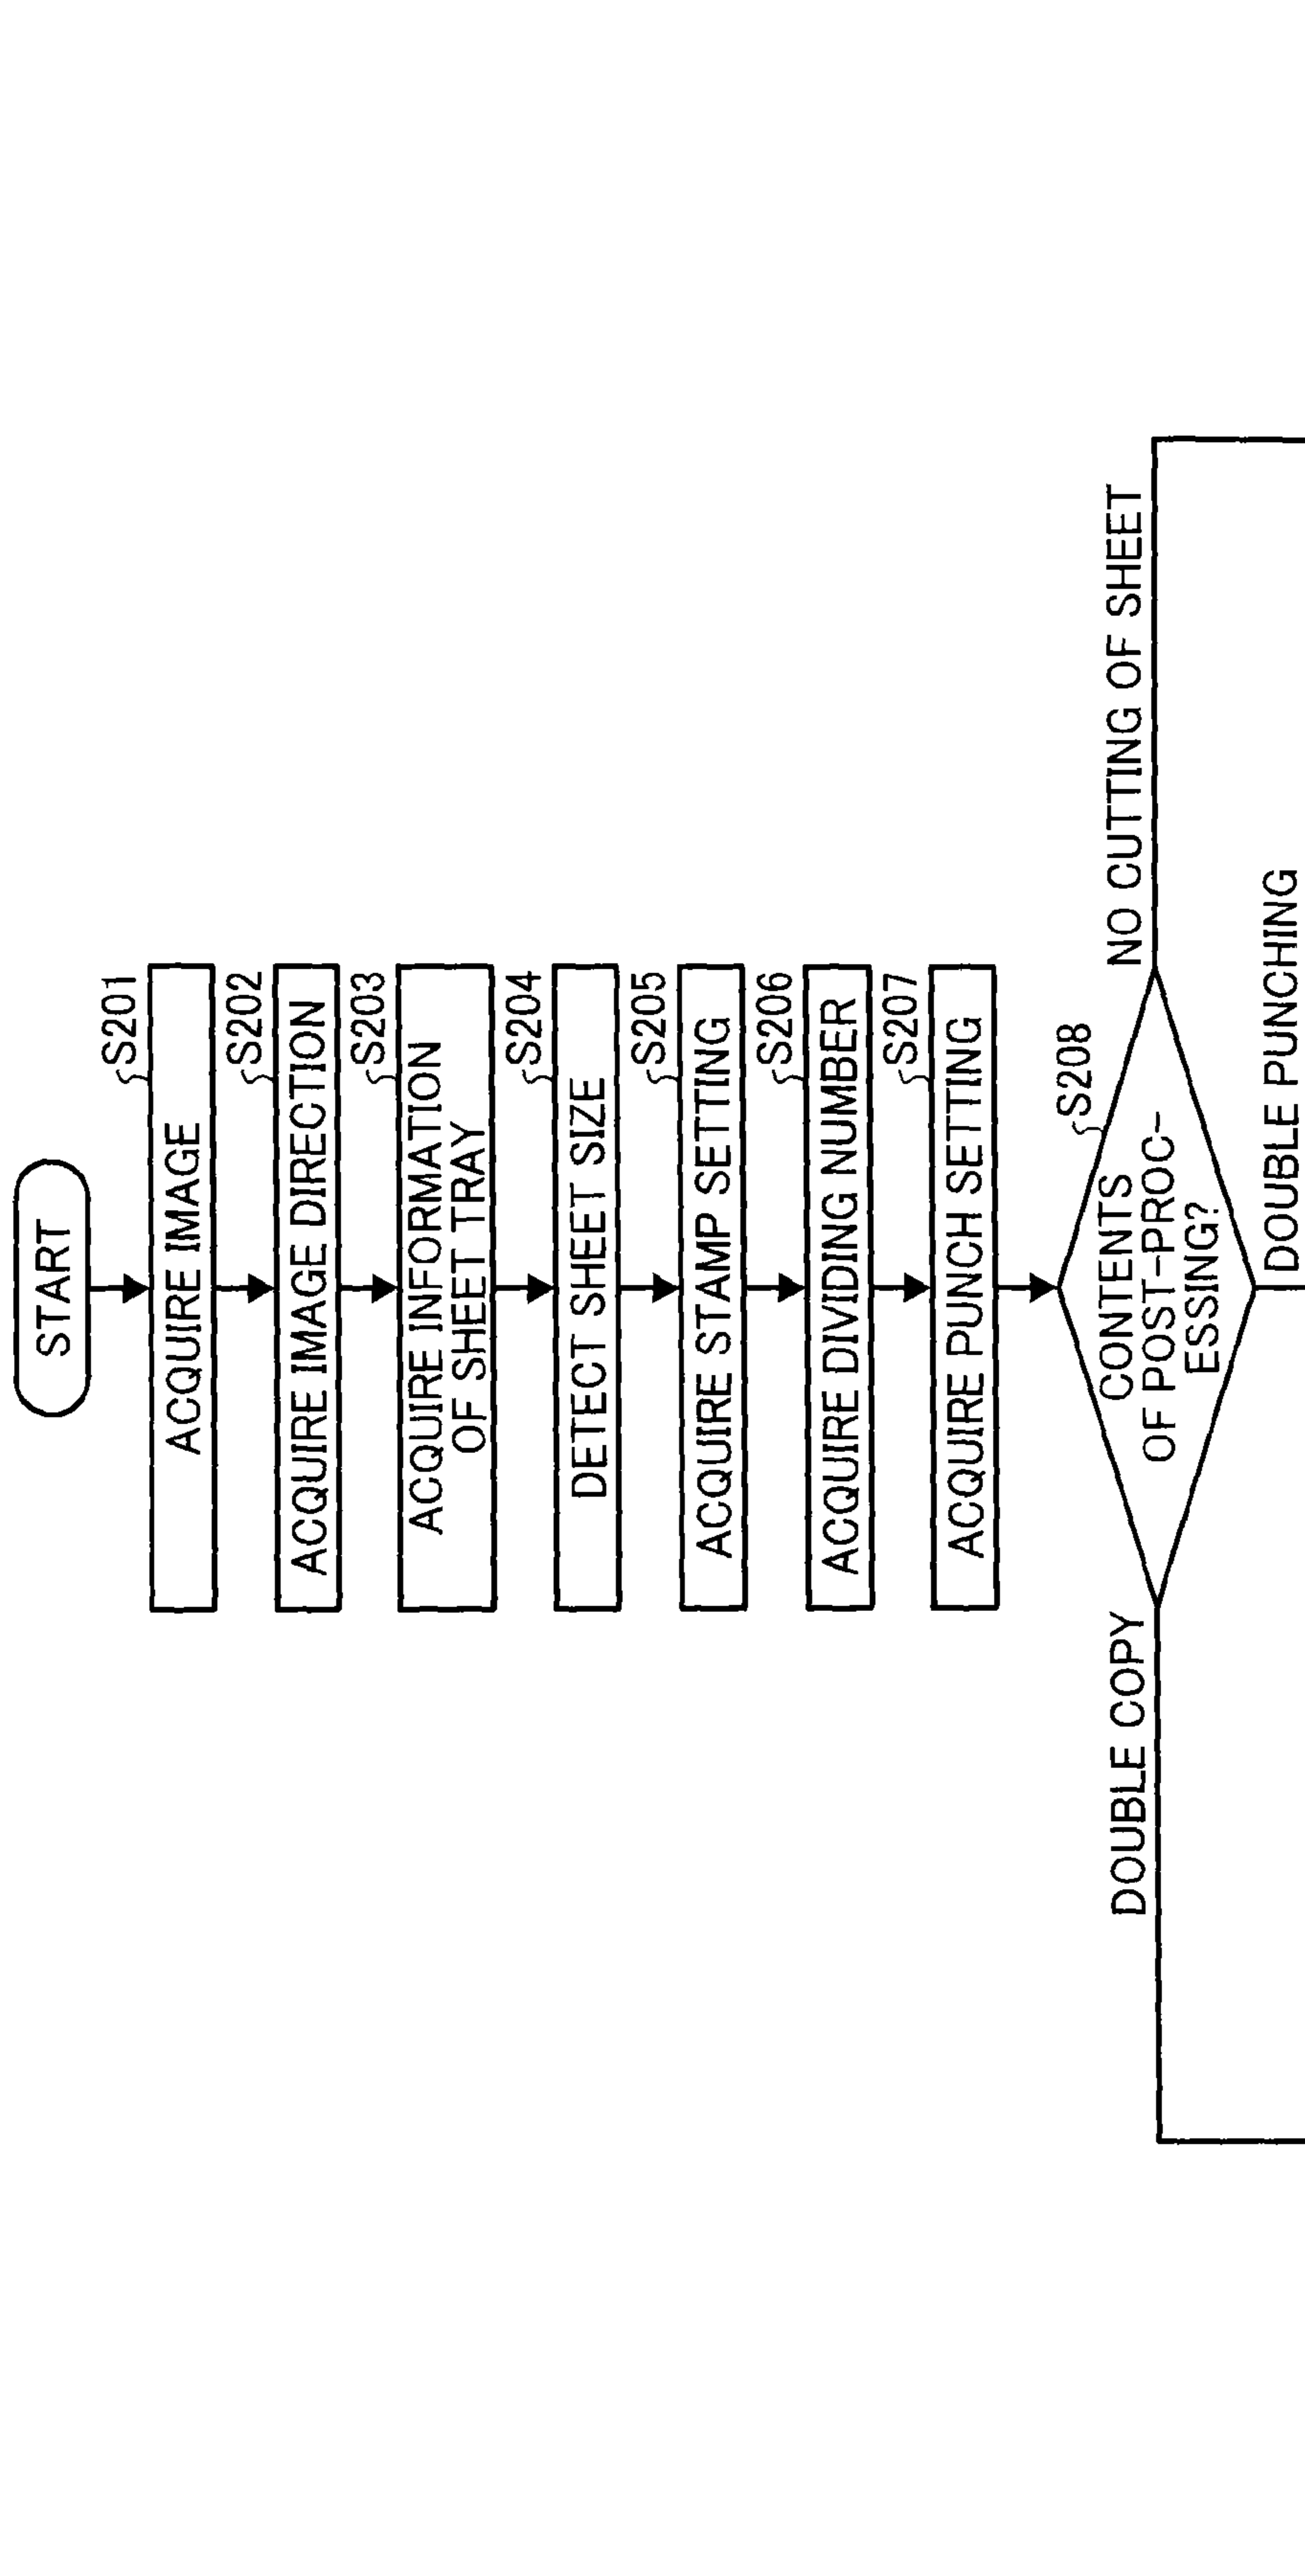 START
S201
ACQUIRE IMAGE
S202
ACQUIRE IMAGE DIRECTION
S203
ACQUIRE INFORMATION
OF SHEET TRAY
S204
DETECT SHEET SIZE
S205
ACQUIRE STAMP SETTING
S206
ACQUIRE DIVIDING NUMBER
S207
ACQUIRE PUNCH SETTING
S208
CONTENTS
OF POST-PROC-
ESSING?
DOUBLE COPY
NO CUTTING OF SHEET
DOUBLE PUNCHING